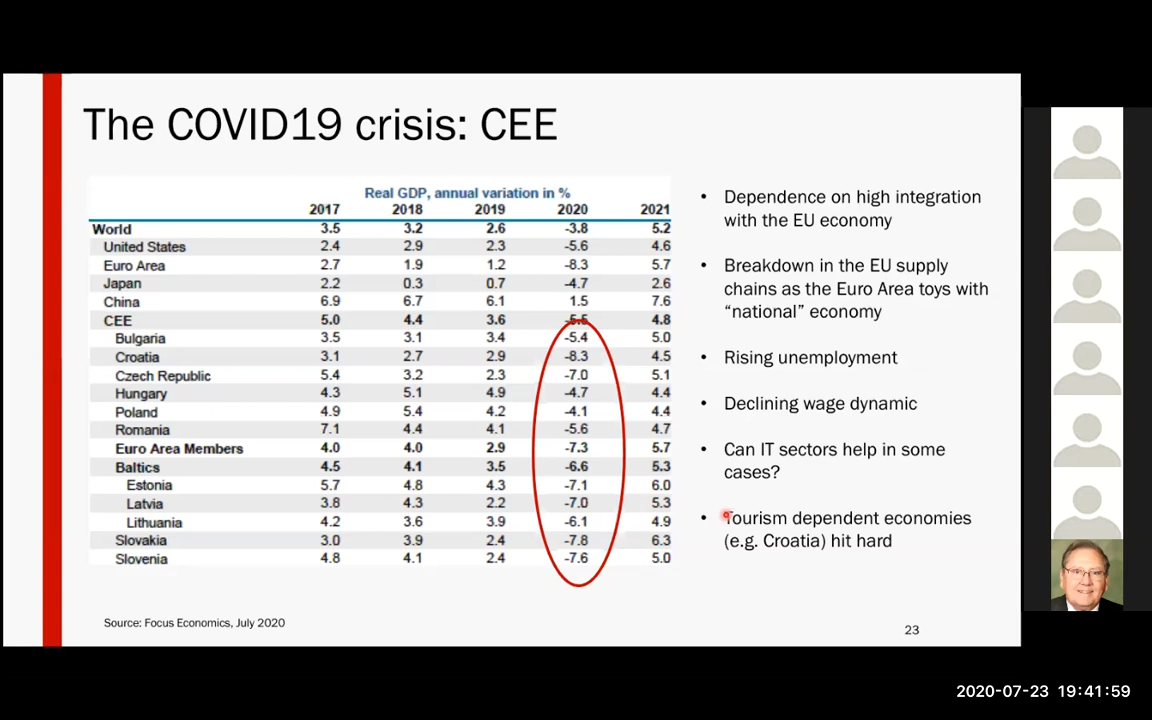 The COVID19 crisis: CEE
Real GDP, annual variation in %
2017 2018 2019 2020 2021
World 3.5 3.2 2.6 -3.8 5.2
United States 2.4 2.9 2.3 -5.6 4.6
Euro Area 2.7 1.9 1.2 -8.3 5.7
Japan 2.2 0.3 0.7 -4.7 2.6
China 6.9 6.7 6.1 1.5 7.6
CEE 5.0 4.4 3.6 -5.5 4.8
Bulgaria 3.5 3.1 3.4 -5.4 5.0
Croatia 3.1 2.7 2.9 -8.3 4.5
Czech Republic 5.4 3.2 2.3 -7.0 5.1
Hungary 4.3 5.1 4.9 -4.7 4.4
Poland 4.9 5.4 4.2 -4.1 4.4
Romania 7.1 4.4 4.1 -5.6 4.7
Euro Area Members 4.0 4.0 2.9 -7.3 5.7
Baltics 4.5 4.1 3.5 -6.6 5.3
Estonia 5.7 4.8 4.3 -7.1 6.0
Latvia 3.8 4.3 2.2 -7.0 5.3
Lithuania 4.2 3.6 3.9 -6.1 4.9
Slovakia 3.0 3.9 2.4 -7.8 6.3
Slovenia 4.8 4.1 2.4 -7.6 5.0
• Dependence on high integration
with the EU economy
• Breakdown in the EU supply
chains as the Euro Area toys with
“national” economy
• Rising unemployment
• Declining wage dynamic
• Can IT sectors help in some
cases?
• Tourism dependent economies
(e.g. Croatia) hit hard
Source: Focus Economics, July 2020
23
2020-07-23 19:41:59